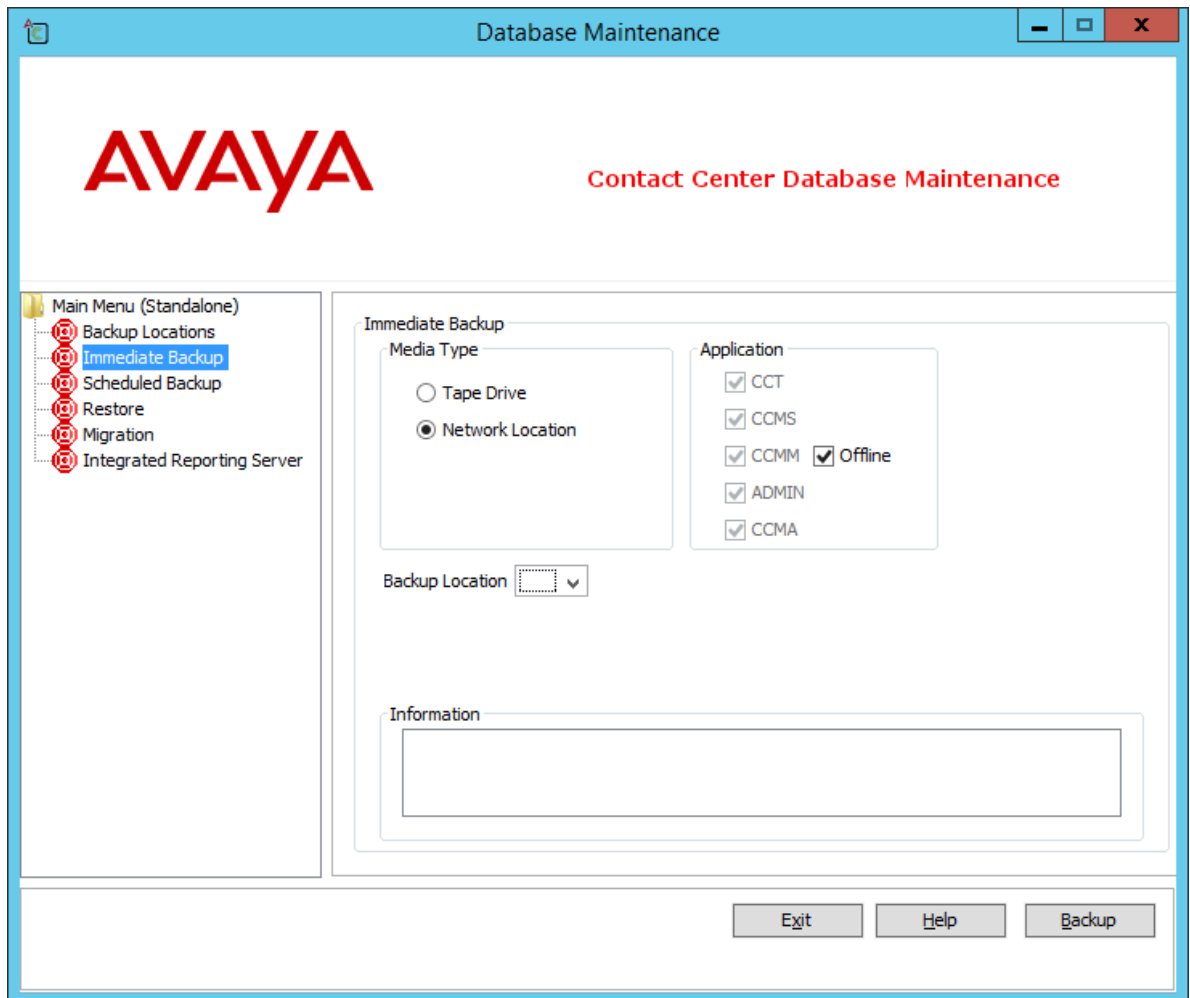 Database Maintenance
AVAYA
Contact Center Database Maintenance
Main Menu (Standalone)
Backup Locations
Immediate Backup
Scheduled Backup
Restore
Migration
Integrated Reporting Server
Immediate Backup
Media Type
Tape Drive
Network Location
Application
CCT
CCMS
CCMM Offline
ADMIN
CCMA
Backup Location
Information
Exit Help Backup